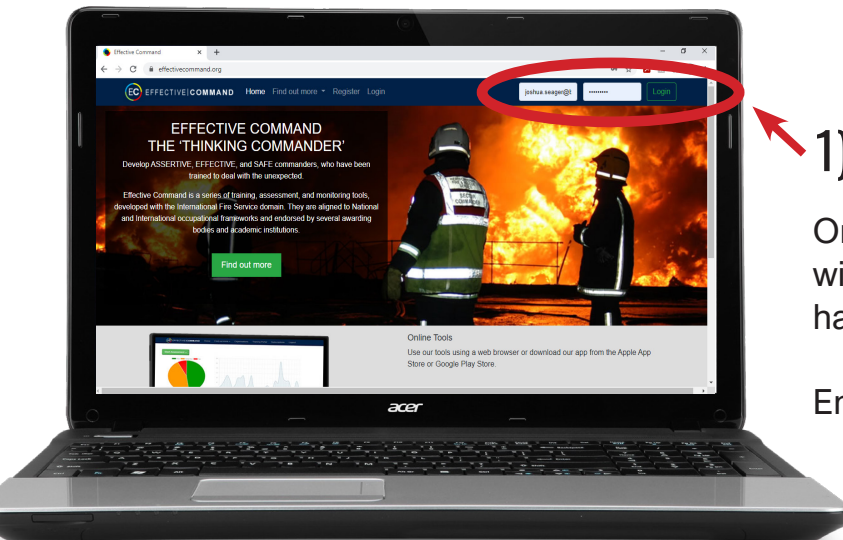 Effective Command
effectivecommand.org
EC EFFECTIVE|COMMAND Home Find out more Register Login
joshua.seager@t
Login
EFFECTIVE COMMAND
THE ‘THINKING COMMANDER’
Develop ASSERTIVE, EFFECTIVE, and SAFE commanders, who have been
trained to deal with the unexpected.
Effective Command is a series of training, assessment, and monitoring tools,
developed with the International Fire Service domain. They are aligned to National
and International occupational frameworks and endorsed by several awarding
bodies and academic institutions.
Find out more
SECTOR
COMMANDER
Online Tools
Use our tools using a web browser or download our app from the Apple App
Store or Google Play Store.
acer
1)
On
wi
ha
En